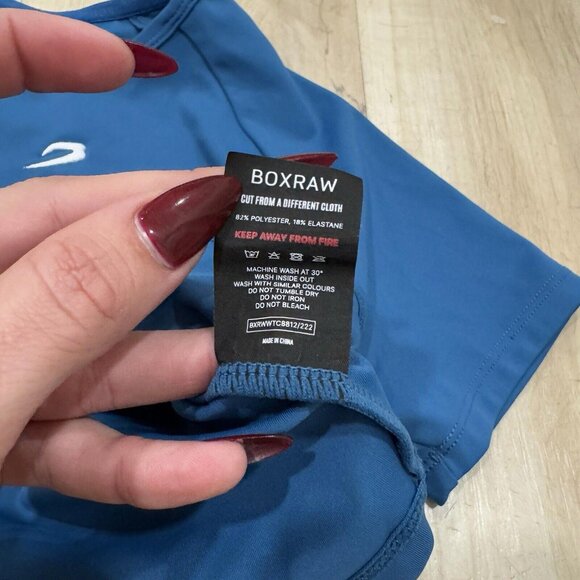 BOXRAW
CUT FROM A DIFFERENT CLOTH
82% POLYESTER, 18% ELASTANE
KEEP AWAY FROM FIRE
MACHINE WASH AT 30°
WASH INSIDE OUT
WASH WITH SIMILAR COLOURS
DO NOT TUMBLE DRY
DO NOT IRON
DO NOT BLEACH
BXRWWTCB812/222
MADE IN CHINA